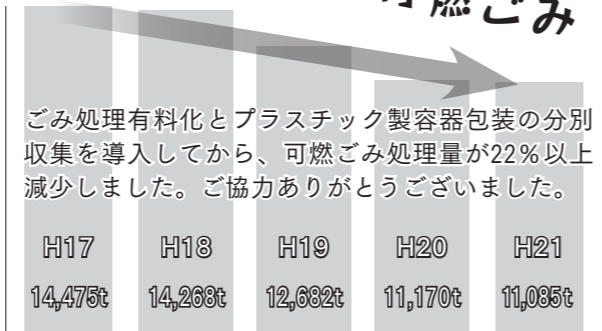 可燃ごみ
ごみ処理有料化とプラスチック製容器包装の分別
収集を導入してから、可燃ごみ処理量が22%以上
減少しました。ご協力ありがとうございました。
H17 H18 H19 H20 H21
14,475t 14,268t 12,682t 11,170t 11,085t